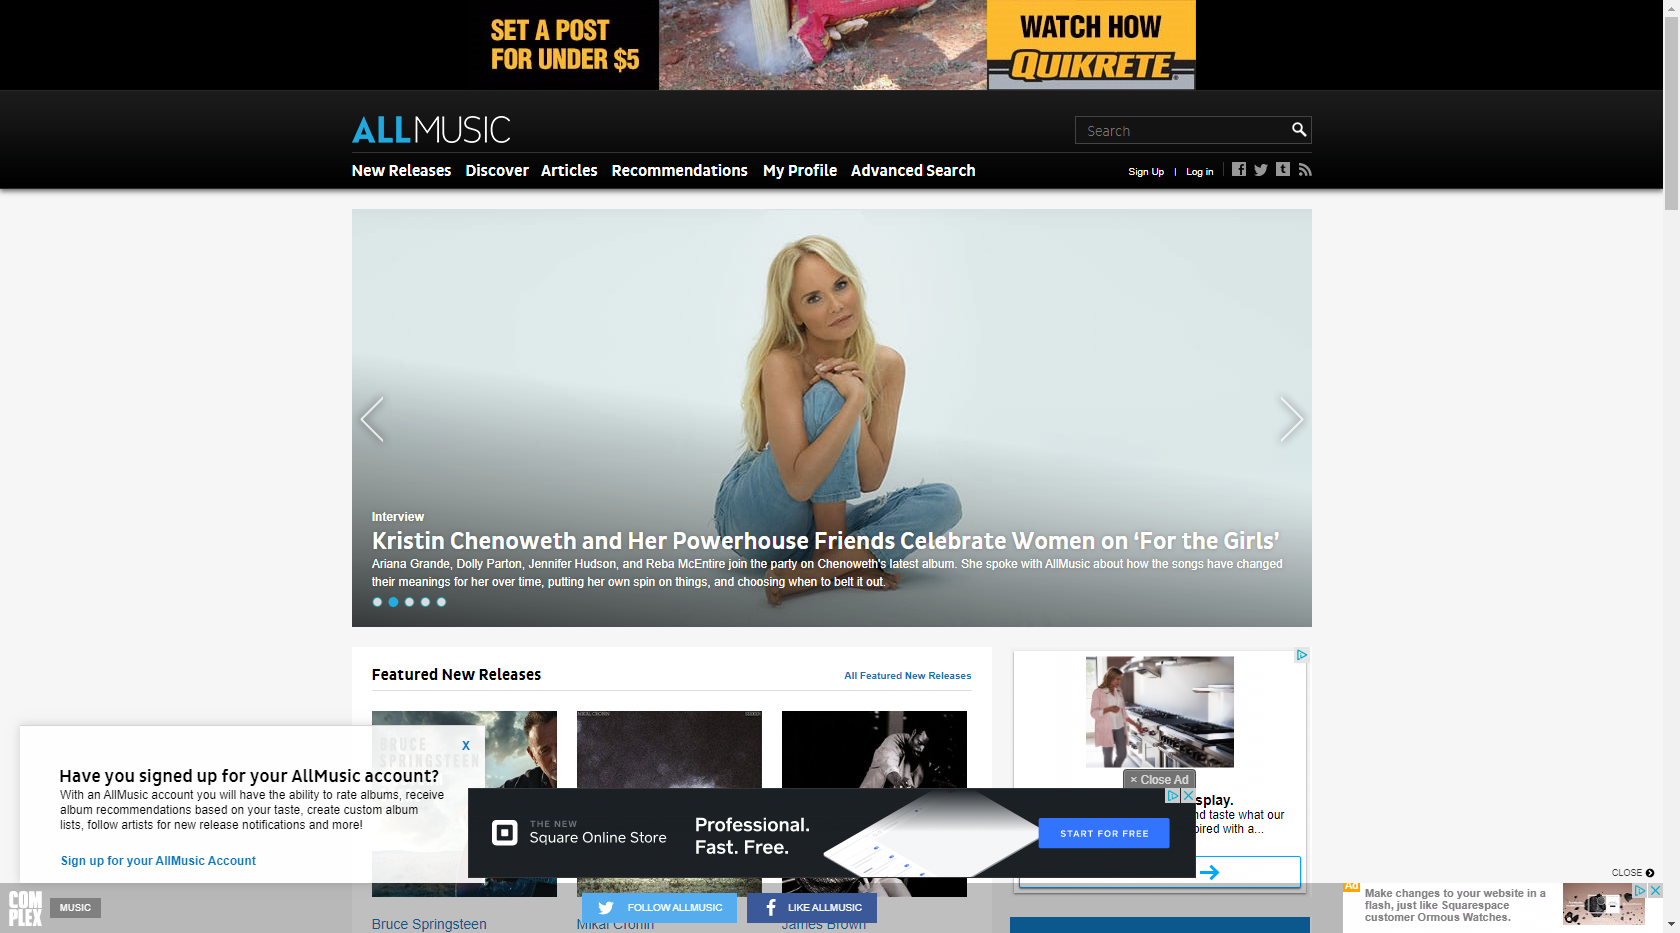 SET A POST
FOR UNDER $5
WATCH HOW
QUIKRETE
ALLMUSIC
Search
New Releases Discover Articles Recommendations My Profile Advanced Search
Sign Up | Log in
Interview
Kristin Chenoweth and Her Powerhouse Friends Celebrate Women on ‘For the Girls’
Ariana Grande, Dolly Parton, Jennifer Hudson, and Reba McEntire join the party on Chenoweth's latest album. She spoke with AllMusic about how the songs have changed
their meanings for her over time, putting her own spin on things, and choosing when to belt it out.
Featured New Releases
All Featured New Releases
BRUCE
SPRINGSTEEN
MIKAL CRONIN
SEEKER
X
Have you signed up for your AllMusic account?
With an AllMusic account you will have the ability to rate albums, receive
album recommendations based on your taste, create custom album
lists, follow artists for new release notifications and more!
Sign up for your AllMusic Account
× Close Ad
THE NEW
Square Online Store
Professional.
Fast. Free.
START FOR FREE
splay.
nd taste what our
pired with a...
CLOSE
COM
PLEX
MUSIC
FOLLOW ALLMUSIC
LIKE ALLMUSIC
Bruce Springsteen
Mikal Cronin
James Brown
Ad
Make changes to your website in a
flash, just like Squarespace
customer Ormous Watches.